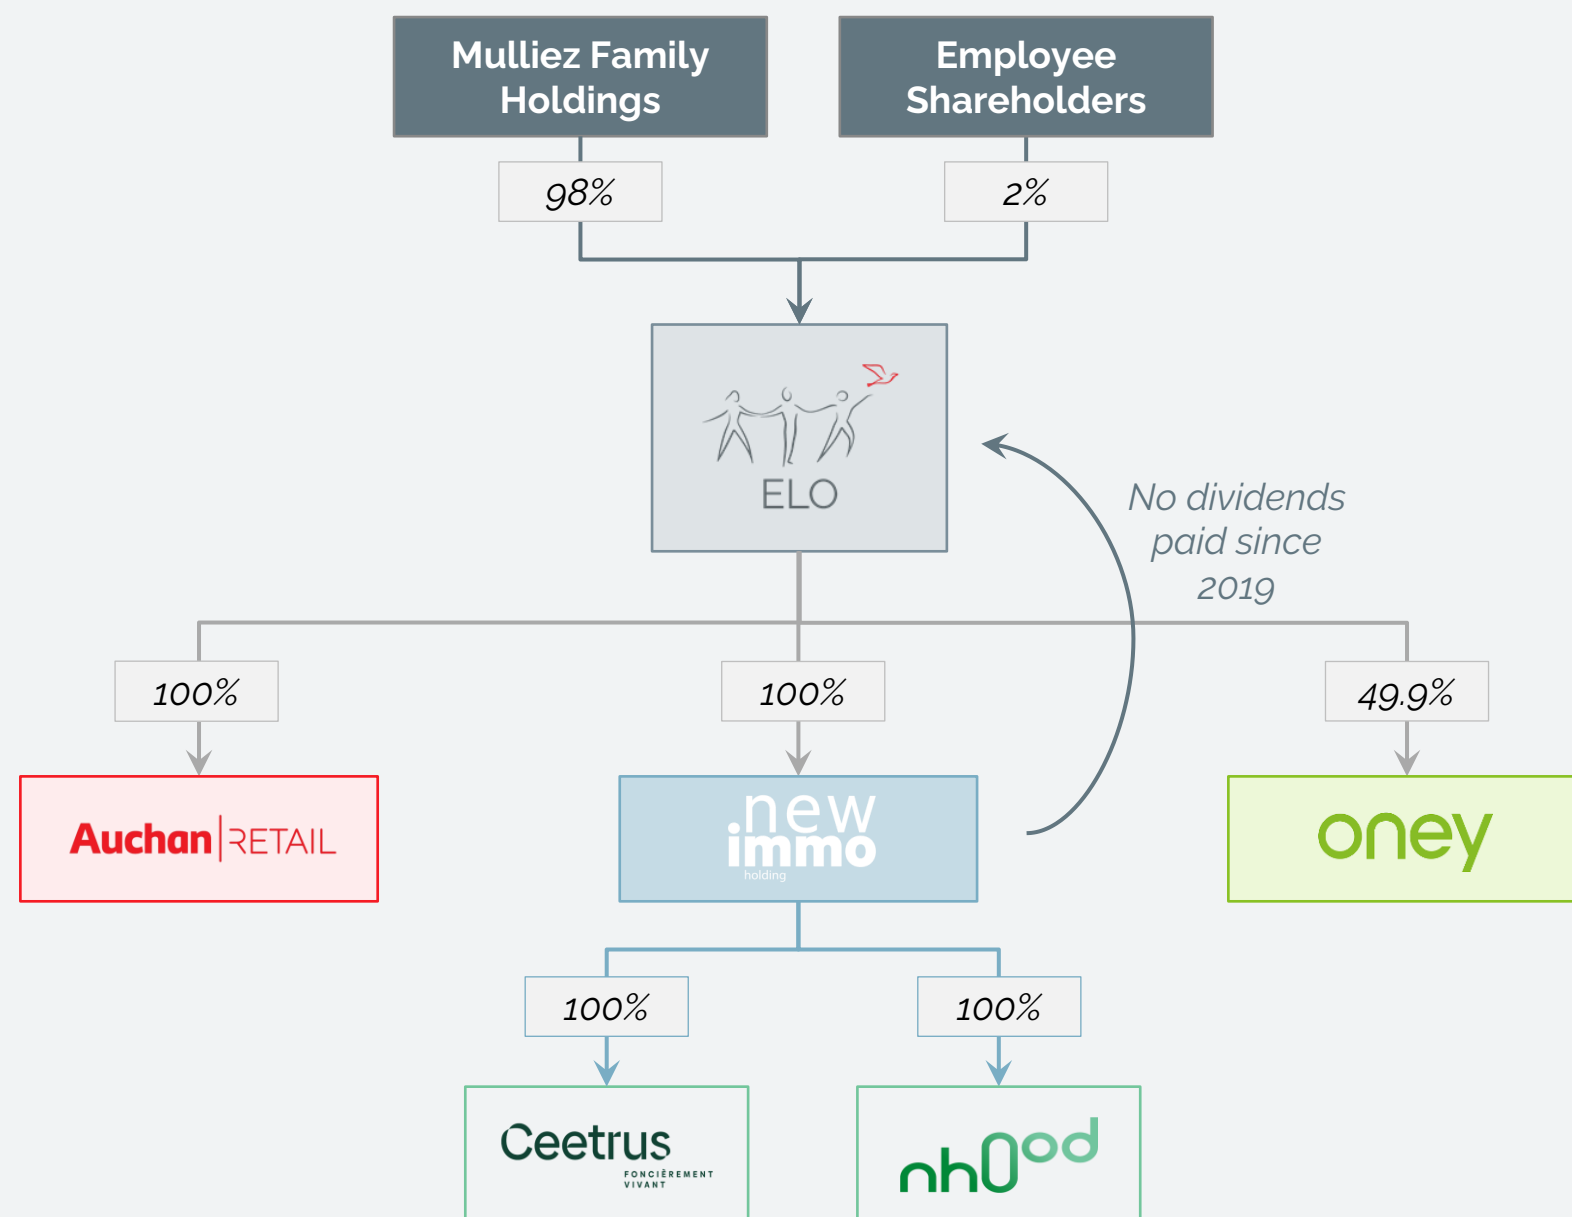 Mulliez Family
Holdings
Employee
Shareholders
98%
2%
ELO
No dividends
paid since
2019
100%
100%
49.9%
Auchan RETAIL
new
immo
holding
oney
100%
100%
Ceetrus
FONCIÈREMENT
VIVANT
nhood